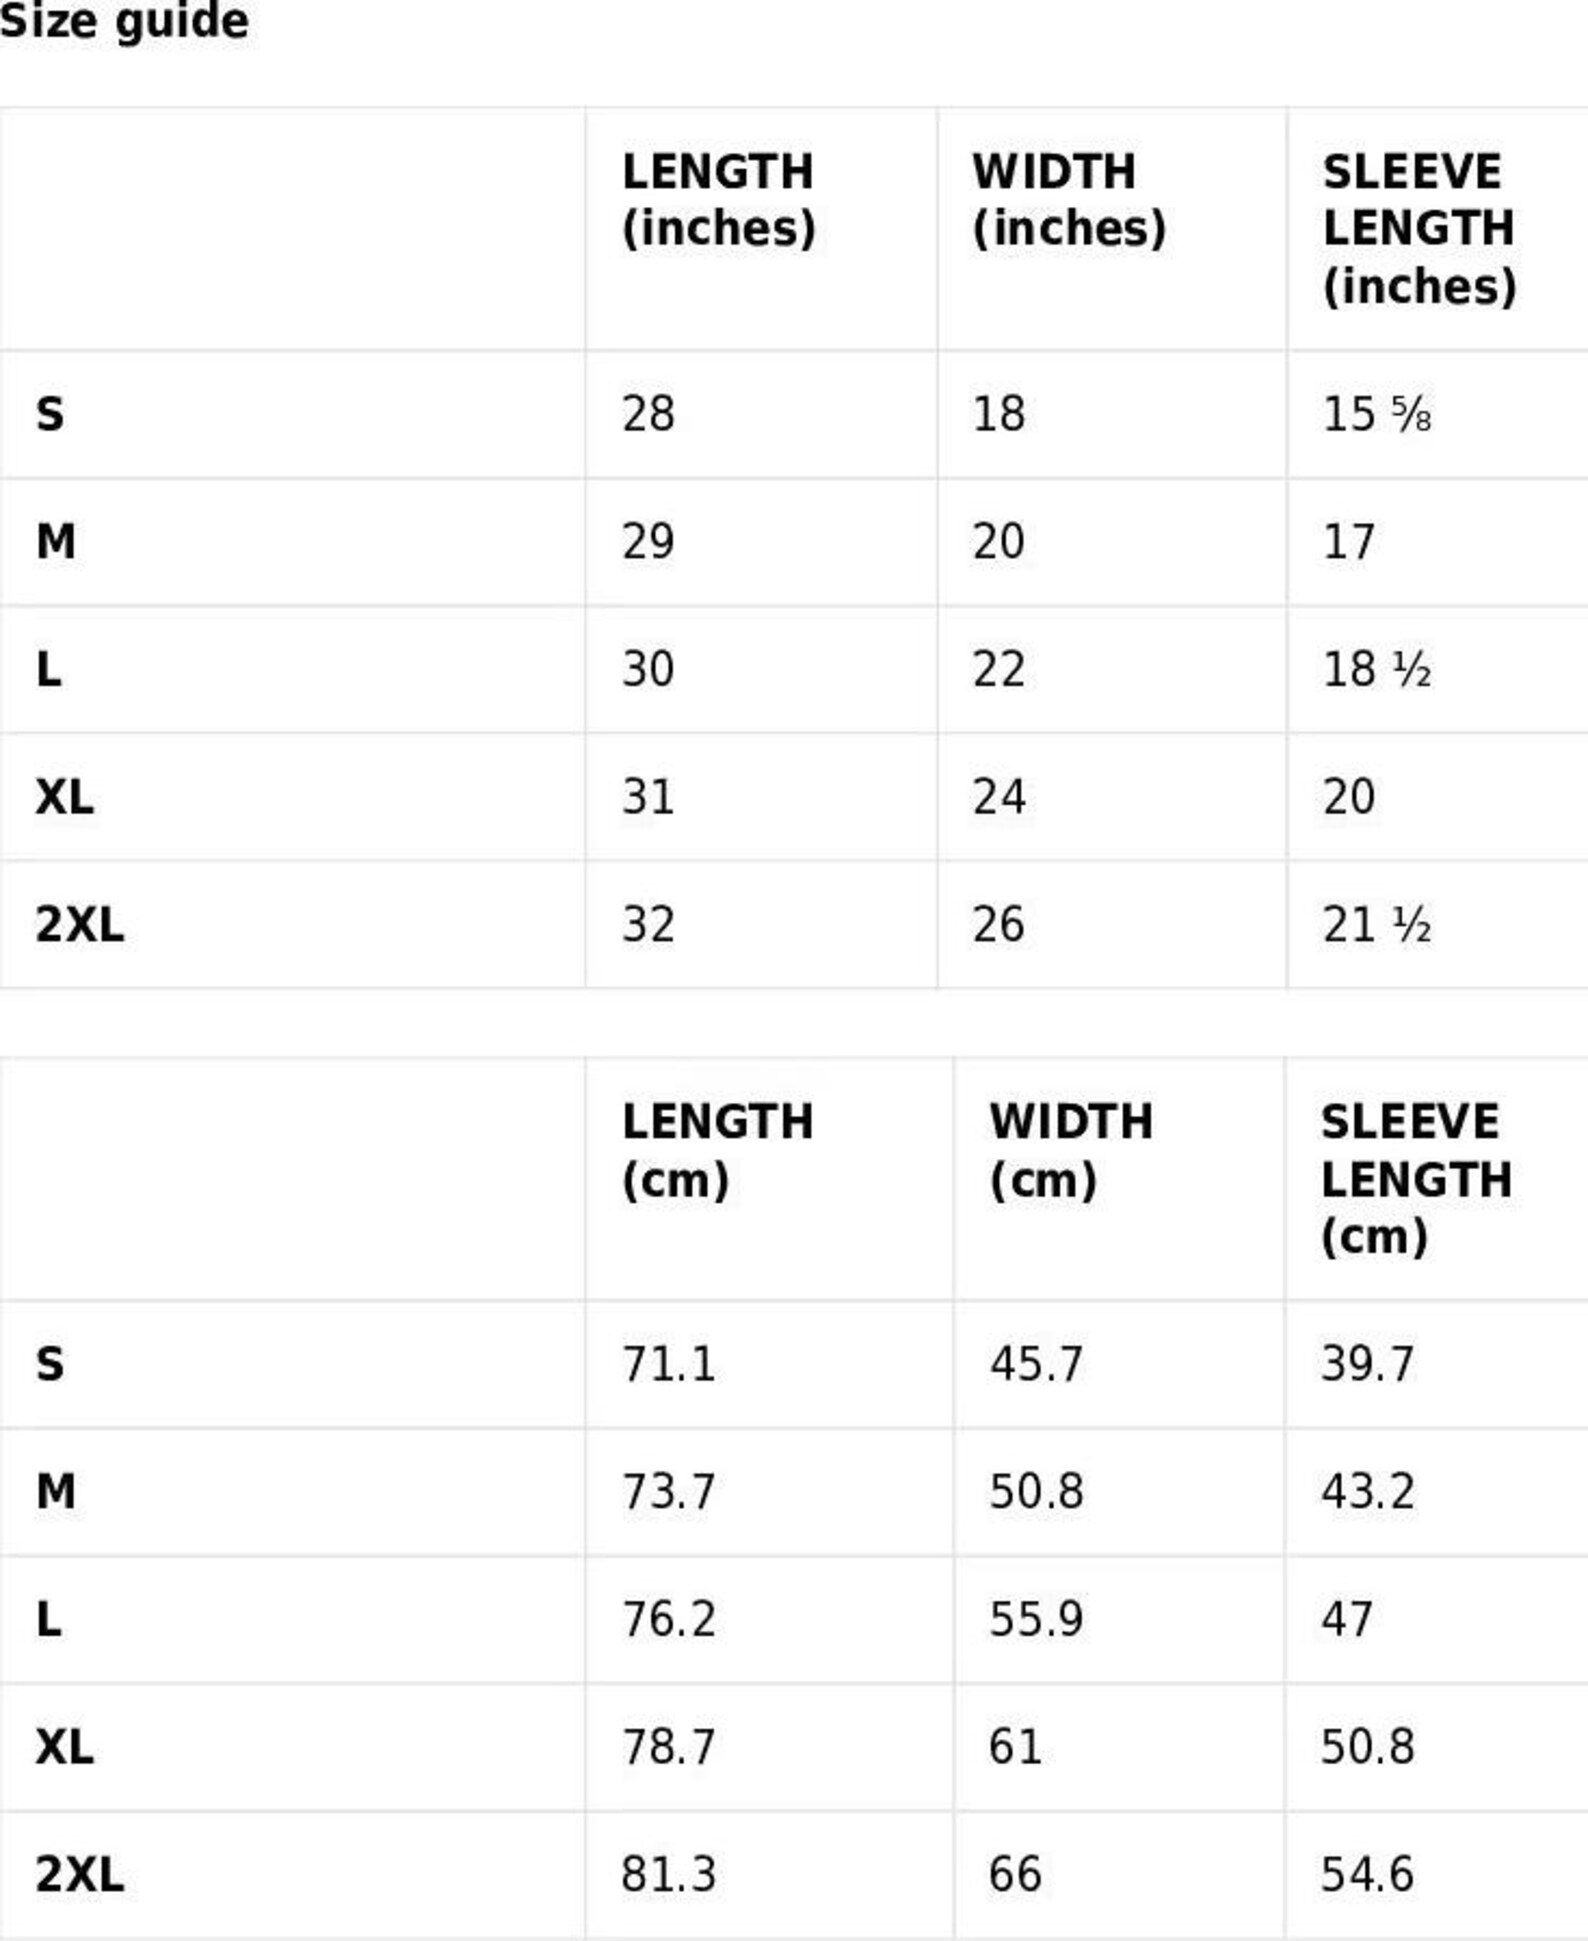 Size guide
LENGTH (inches) WIDTH (inches) SLEEVE LENGTH (inches)
S 28 18 15 ⅝
M 29 20 17
L 30 22 18 ½
XL 31 24 20
2XL 32 26 21 ½
LENGTH (cm) WIDTH (cm) SLEEVE LENGTH (cm)
S 71.1 45.7 39.7
M 73.7 50.8 43.2
L 76.2 55.9 47
XL 78.7 61 50.8
2XL 81.3 66 54.6